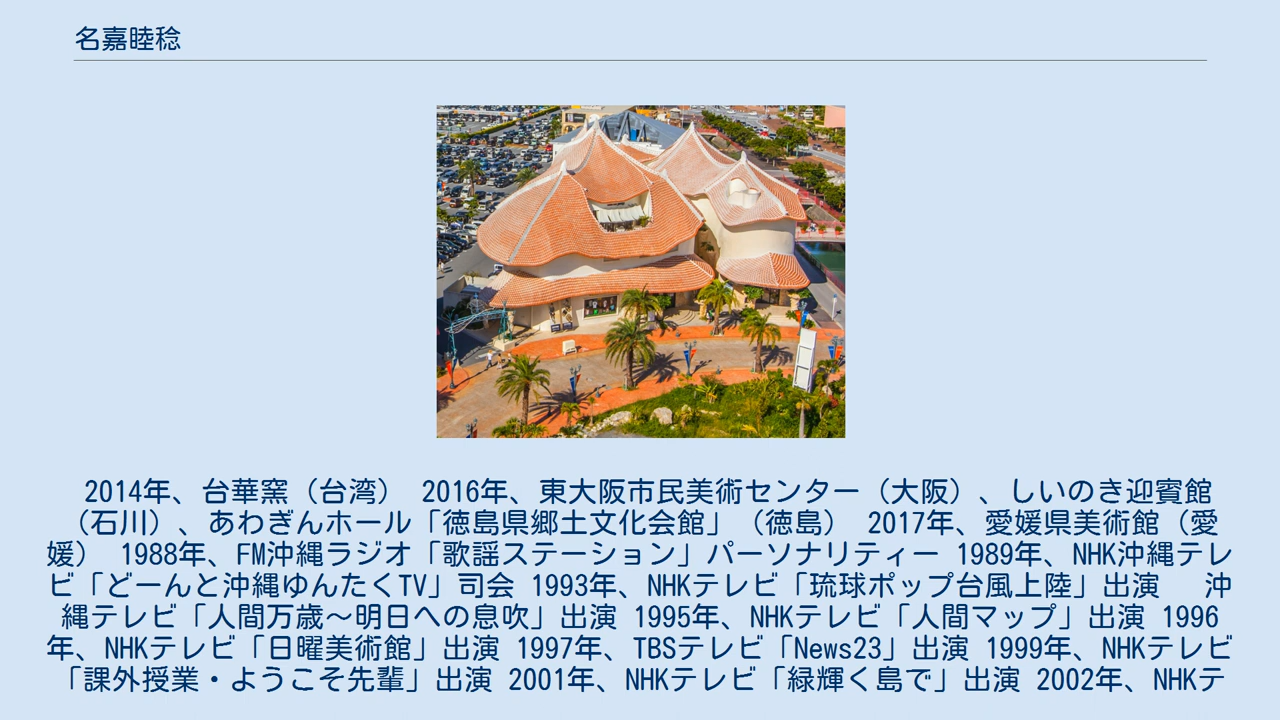 名嘉睦稔
2014年、台華窯（台湾） 2016年、東大阪市民美術センター（大阪）、しいのき迎賓館
（石川）、あわぎんホール「徳島県郷土文化会館」（徳島） 2017年、愛媛県美術館（愛
媛） 1988年、FM沖縄ラジオ「歌謡ステーション」パーソナリティー 1989年、NHK沖縄テレ
ビ「どーんと沖縄ゆんたくTV」司会 1993年、NHKテレビ「琉球ポップ台風上陸」出演 沖
縄テレビ「人間万歳〜明日への息吹」出演 1995年、NHKテレビ「人間マップ」出演 1996
年、NHKテレビ「日曜美術館」出演 1997年、TBSテレビ「News23」出演 1999年、NHKテレビ
「課外授業・ようこそ先輩」出演 2001年、NHKテレビ「緑輝く島で」出演 2002年、NHKテ